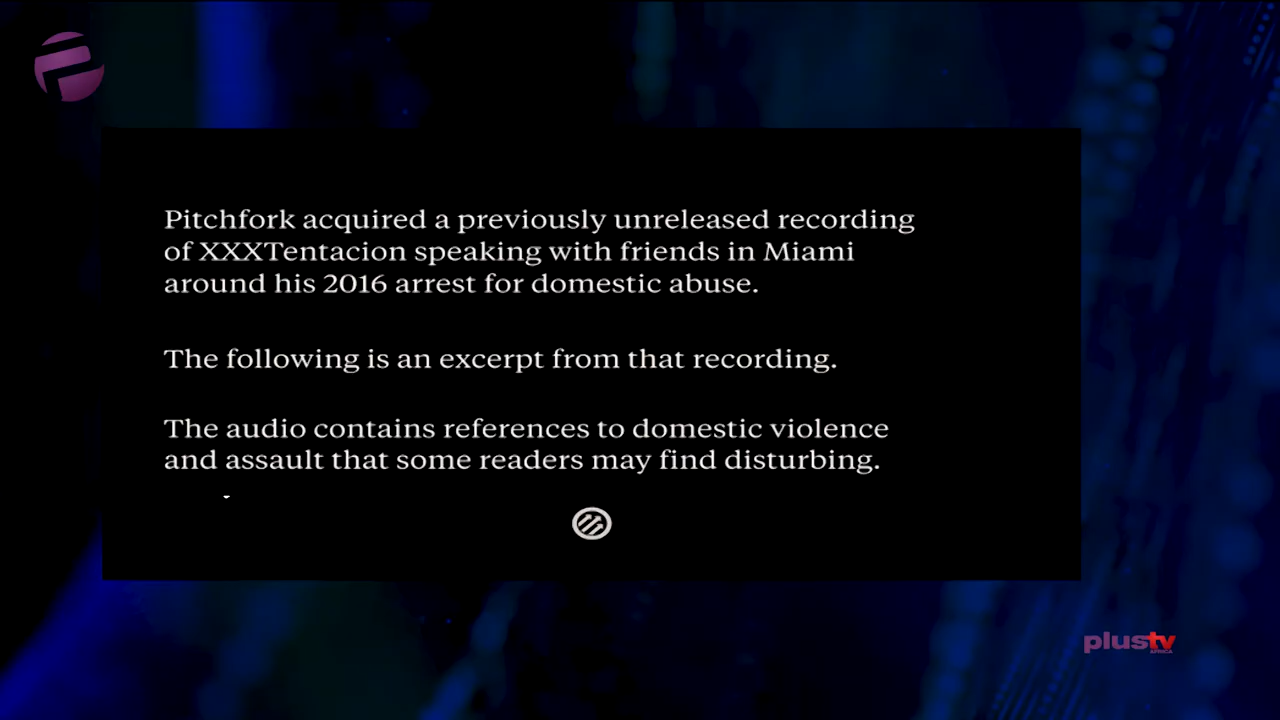 Pitchfork acquired a previously unreleased recording
of XXXTentacion speaking with friends in Miami
around his 2016 arrest for domestic abuse.
The following is an excerpt from that recording.
The audio contains references to domestic violence
and assault that some readers may find disturbing.
plustv
AFRICA